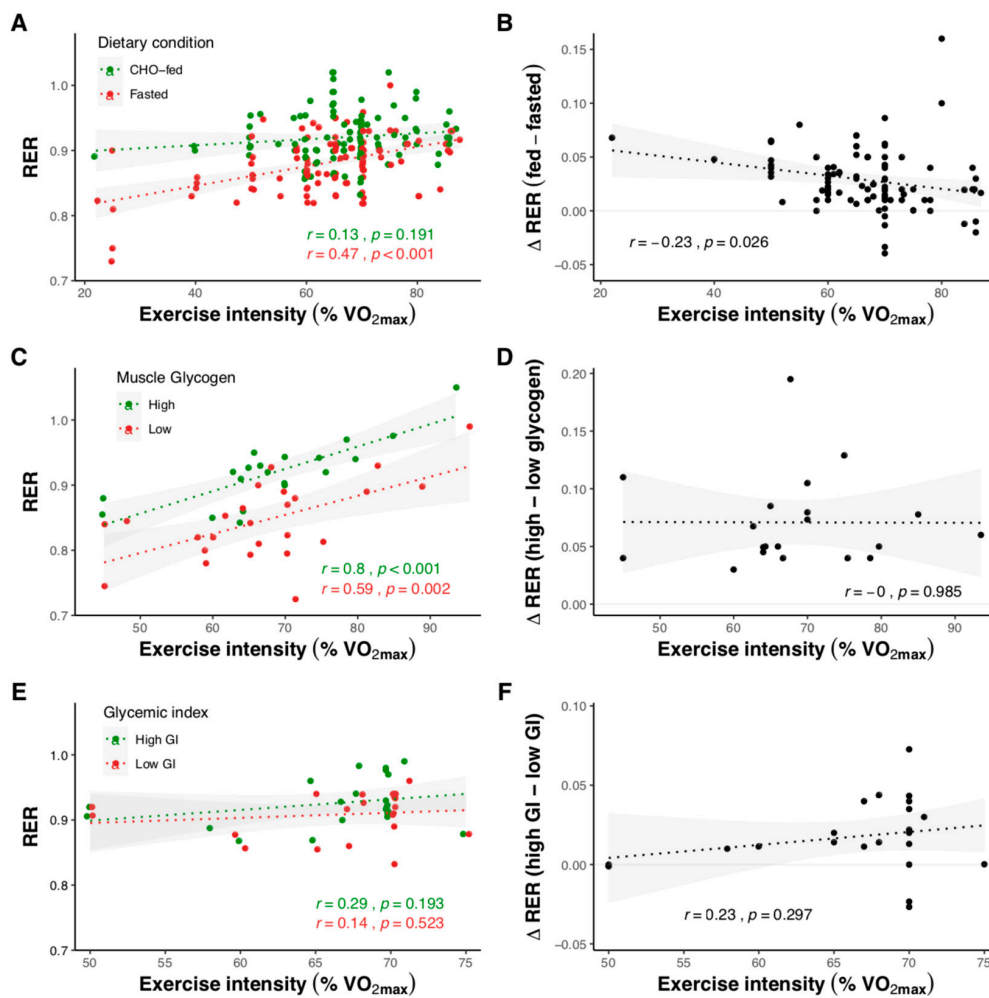 A
Dietary condition
a CHO-fed
a Fasted
RER
1.0
0.9
0.8
0.7
r = 0.13 , p = 0.191
r = 0.47 , p < 0.001
20 40 60 80
Exercise intensity (% VO2max)
B
Δ RER (fed − fasted)
0.15
0.10
0.05
0.00
−0.05
r = −0.23 , p = 0.026
20 40 60 80
Exercise intensity (% VO2max)
C
Muscle Glycogen
a High
a Low
RER
1.0
0.9
0.8
0.7
r = 0.8 , p < 0.001
r = 0.59 , p = 0.002
50 60 70 80 90
Exercise intensity (% VO2max)
D
Δ RER (high − low glycogen)
0.20
0.15
0.10
0.05
0.00
r = −0 , p = 0.985
50 60 70 80 90
Exercise intensity (% VO2max)
E
Glycemic index
a High GI
a Low GI
RER
1.0
0.9
0.8
0.7
r = 0.29 , p = 0.193
r = 0.14 , p = 0.523
50 55 60 65 70 75
Exercise intensity (% VO2max)
F
Δ RER (high GI − low GI)
0.10
0.05
0.00
−0.05
r = 0.23 , p = 0.297
50 55 60 65 70 75
Exercise intensity (% VO2max)